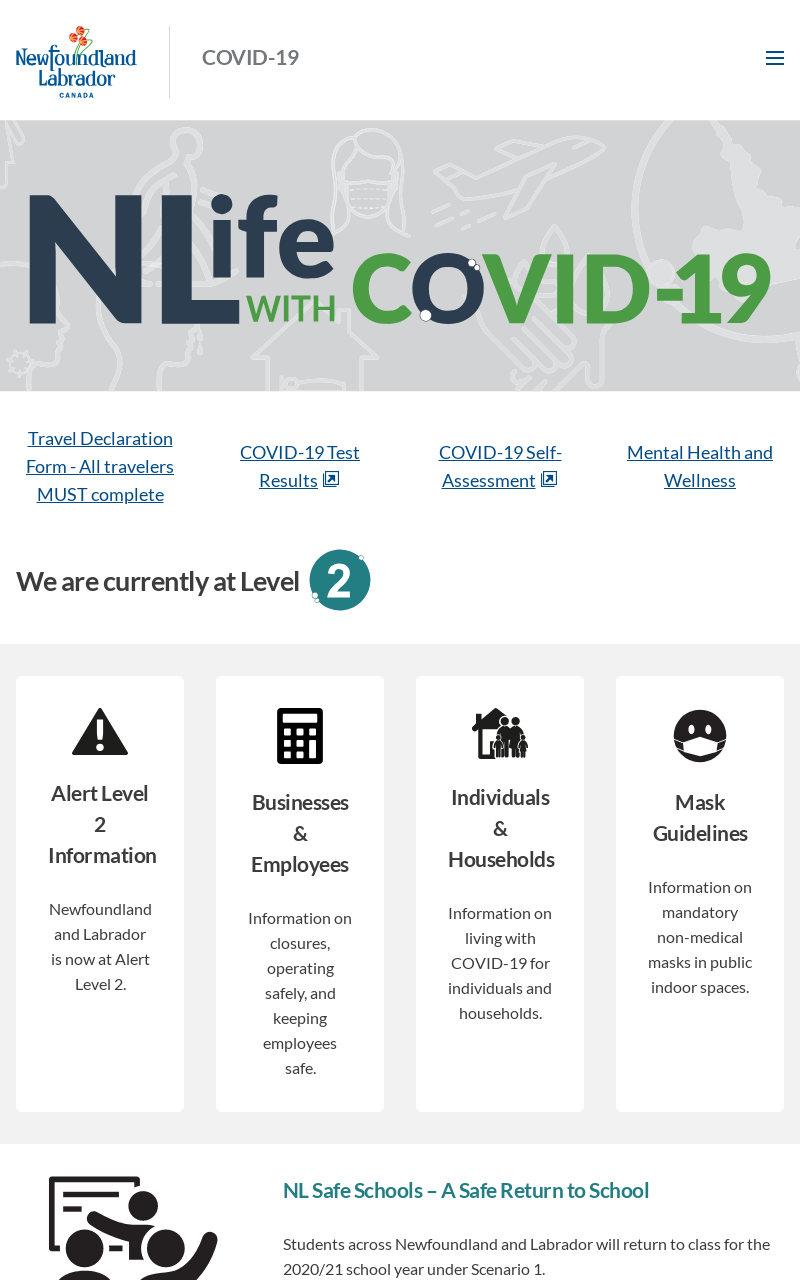 Newfoundland
Labrador
CANADA
COVID-19
NLife
WITH COVID-19
Travel Declaration
Form - All travelers
MUST complete
COVID-19 Test
Results
COVID-19 Self-
Assessment
Mental Health and
Wellness
We are currently at Level 2
Alert Level
2
Information
Newfoundland
and Labrador
is now at Alert
Level 2.
Businesses
&
Employees
Information on
closures,
operating
safely, and
keeping
employees
safe.
Individuals
&
Households
Information on
living with
COVID-19 for
individuals and
households.
Mask
Guidelines
Information on
mandatory
non-medical
masks in public
indoor spaces.
NL Safe Schools – A Safe Return to School
Students across Newfoundland and Labrador will return to class for the
2020/21 school year under Scenario 1.